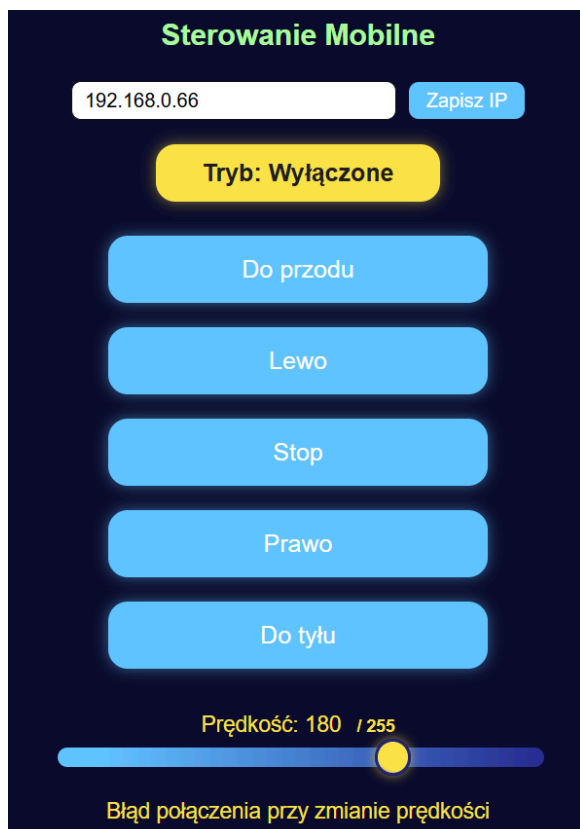 Sterowanie Mobilne
192.168.0.66 Zapisz IP
Tryb: Wyłączone
Do przodu
Lewo
Stop
Prawo
Do tyłu
Prędkość: 180 / 255
Błąd połączenia przy zmianie prędkości